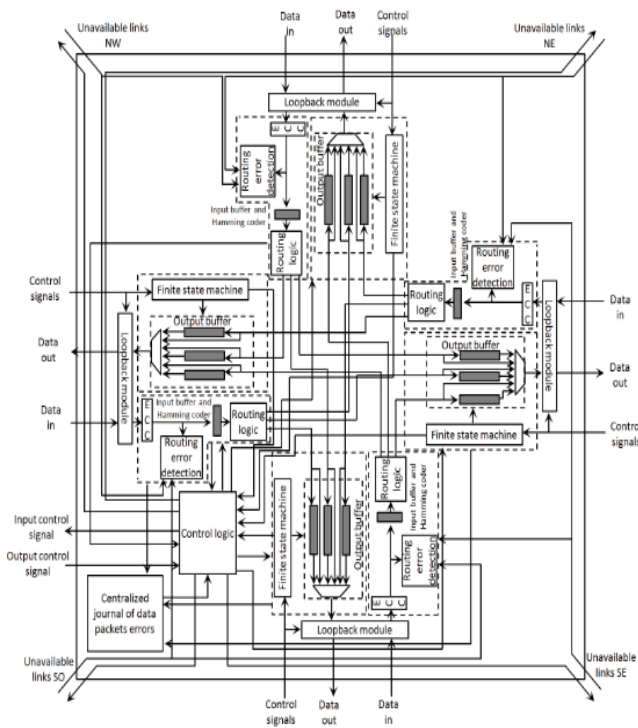 Unavailable links
NW
Data
in
Data
out
Control
signals
Unavailable links
NE
Loopback module
E C C
Routing error
detection
Input buffer and
Hamming coder
Routing
logic
Output buffer
Finite state machine
Control
signals
Finite state machine
Output buffer
Data
out
Loopback module
Data
in
E C C
Input buffer and
Hamming coder
Routing
logic
Routing
error
detection
Input buffer and
Hamming coder
Routing
error detection
Routing
logic
E C C
Loopback module
Data
in
Output buffer
Data
out
Finite state machine
Control
signals
Input control
signal
Output control
signal
Control logic
Centralized
journal of data
packets errors
Finite state machine
Output buffer
Routing
logic
Input buffer and
Hamming coder
Routing error
detection
E C C
Loopback module
Unavailable
links SO
Control
signals
Data
out
Data
in
Unavailable
links SE